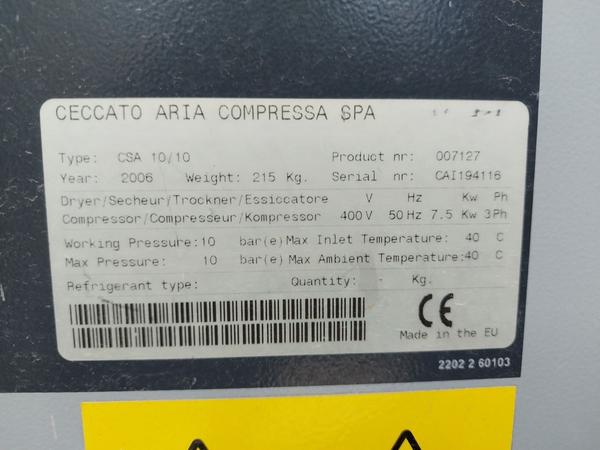 CECCATO ARIA COMPRESSA SPA
Type: CSA 10/10 Product nr: 007127
Year: 2006 Weight: 215 Kg. Serial nr: CAI194116
Dryer/Secheur/Trockner/Essiccatore V Hz Kw Ph
Compressor/Compresseur/Kompressor 400 V 50 Hz 7.5 Kw 3Ph
Working Pressure: 10 bar(e) Max Inlet Temperature: 40 C
Max Pressure: 10 bar(e) Max Ambient Temperature: 40 C
Refrigerant type: Quantity: - Kg.
CE
Made in the EU
2202 2 60103